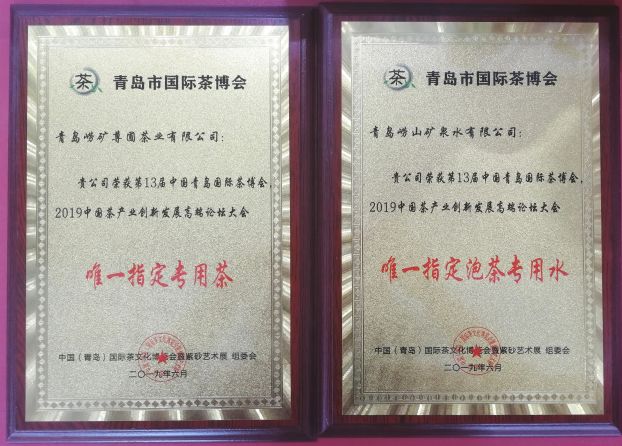 茶 青岛市国际茶博会
青岛崂矿尊圃茶业有限公司：
贵公司荣获第13届中国青岛国际茶博会，
2019中国茶产业创新发展高端论坛大会
唯一指定专用茶
中国（青岛）国际茶文化博览会暨紫砂艺术展 组委会
二〇一九年六月
茶 青岛市国际茶博会
青岛崂山矿泉水有限公司：
贵公司荣获第13届中国青岛国际茶博会，
2019中国茶产业创新发展高端论坛大会
唯一指定泡茶专用水
中国（青岛）国际茶文化博览会暨紫砂艺术展 组委会
二〇一九年六月